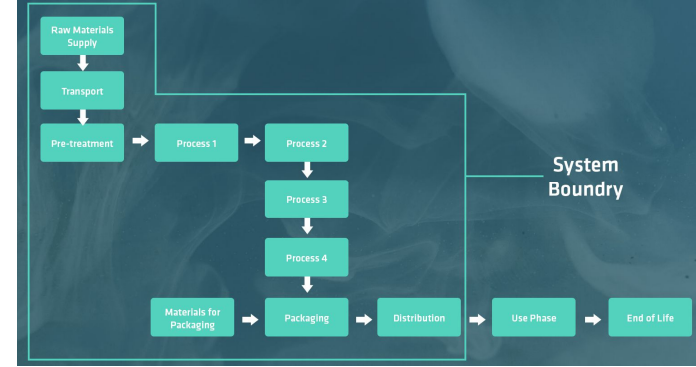 Raw Materials
Supply
Transport
Pre-treatment
Process 1
Process 2
Process 3
Process 4
Materials for
Packaging
Packaging
Distribution
Use Phase
End of Life
System
Boundry